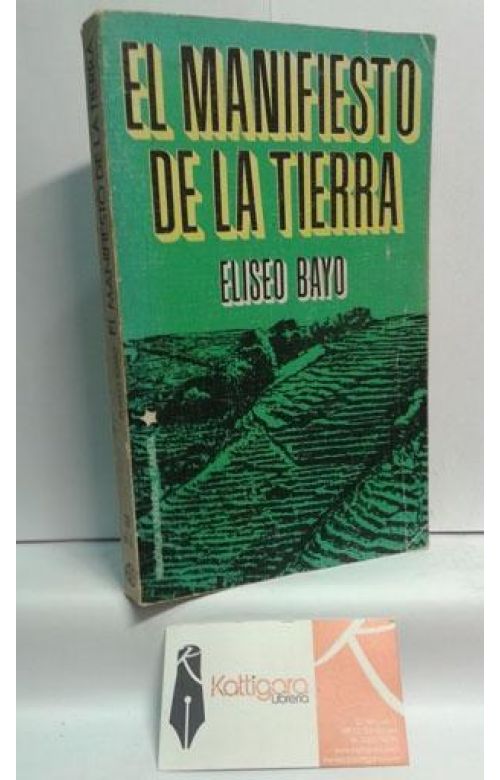 EL MANIFIESTO
DE LA TIERRA
ELISEO BAYO
EL MANIFIESTO DE LA TIERRA
Kattigara
Librería